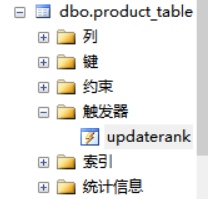 dbo.product_table
列
键
约束
触发器
updaterank
索引
统计信息